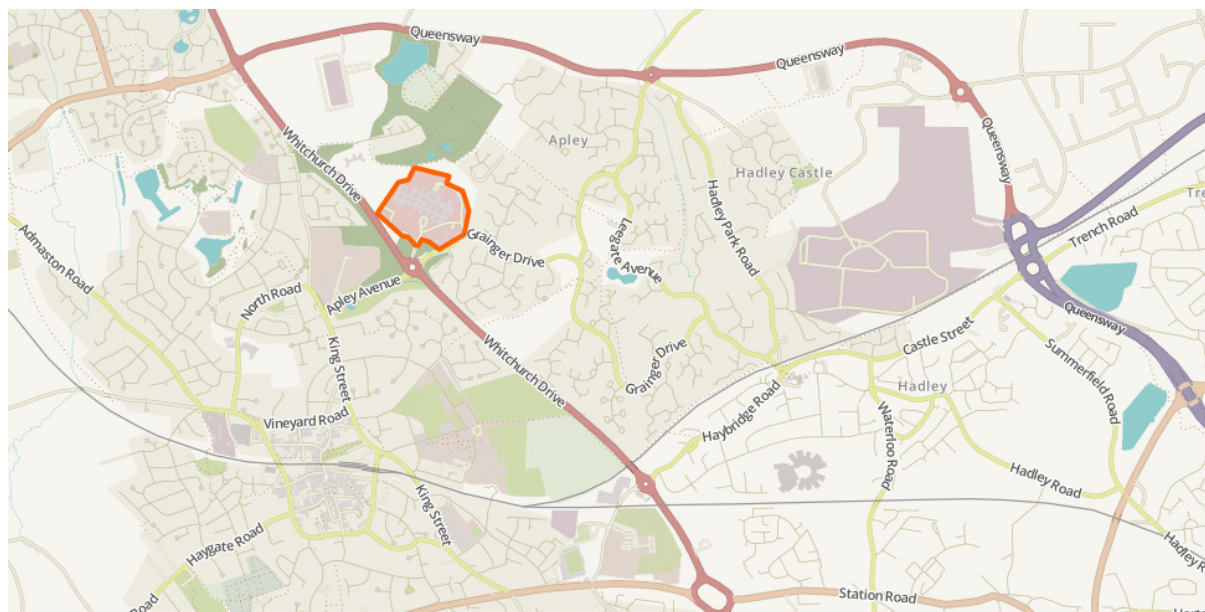 Queensway
Queensway
Whitchurch Drive
Apley
Hadley Castle
Queensway
Hadley Park Road
Trench Road
Admaston Road
Grainger Drive
Leegate Avenue
North Road
Apley Avenue
Queensway
King Street
Whitchurch Drive
Castle Street
Summerfield Road
Grainger Drive
Hadley
Vineyard Road
Haybridge Road
Waterloo Road
Hadley Road
King Street
Haygate Road
Station Road
Road